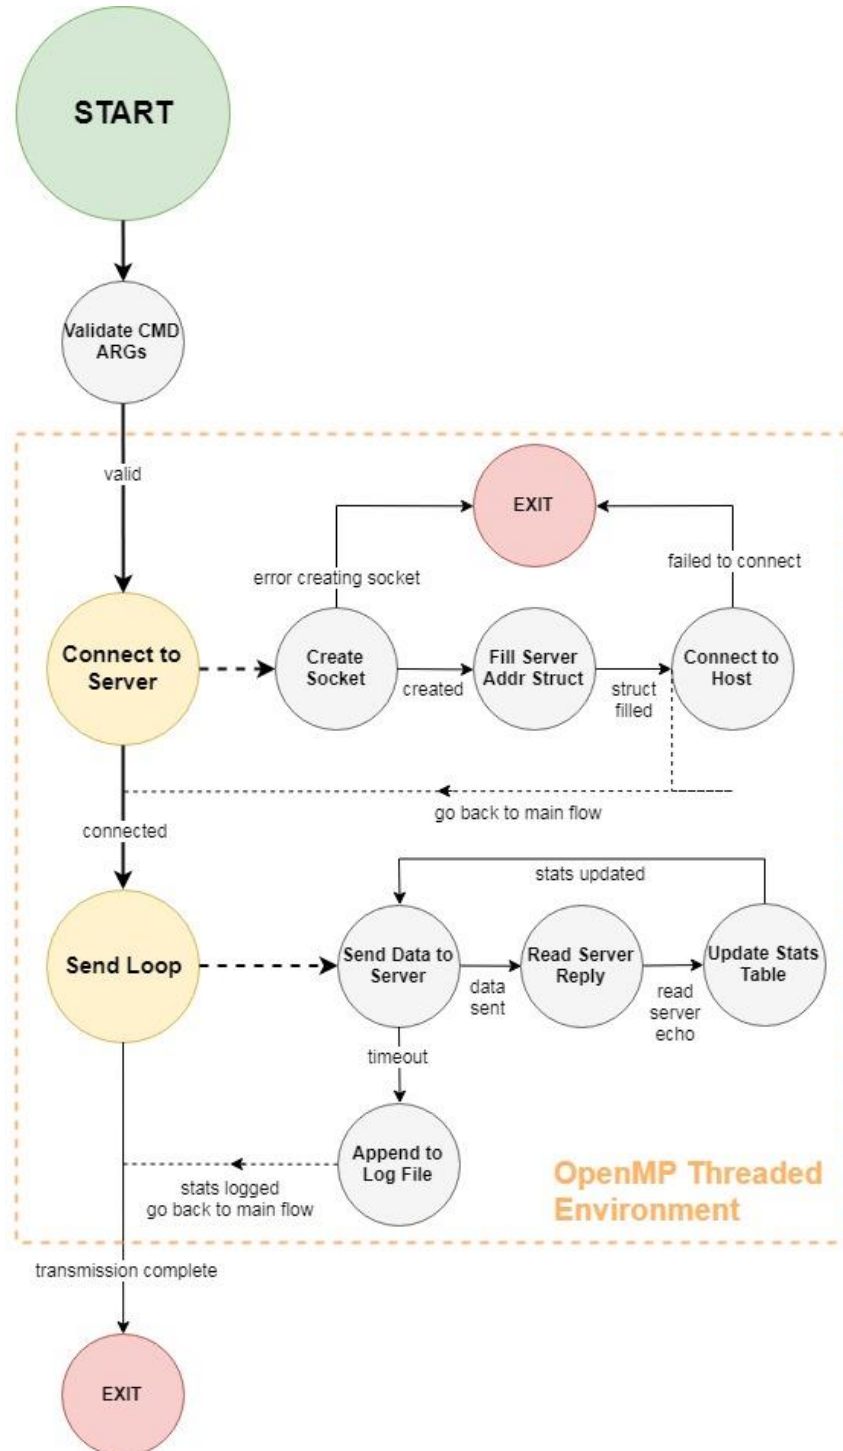 START
Validate CMD
ARGs
valid
EXIT
error creating socket
failed to connect
Connect to
Server
Create
Socket
created
Fill Server
Addr Struct
struct
filled
Connect to
Host
go back to main flow
connected
stats updated
Send Loop
Send Data to
Server
data
sent
Read Server
Reply
read
server
echo
Update Stats
Table
timeout
Append to
Log File
stats logged
go back to main flow
OpenMP Threaded
Environment
transmission complete
EXIT